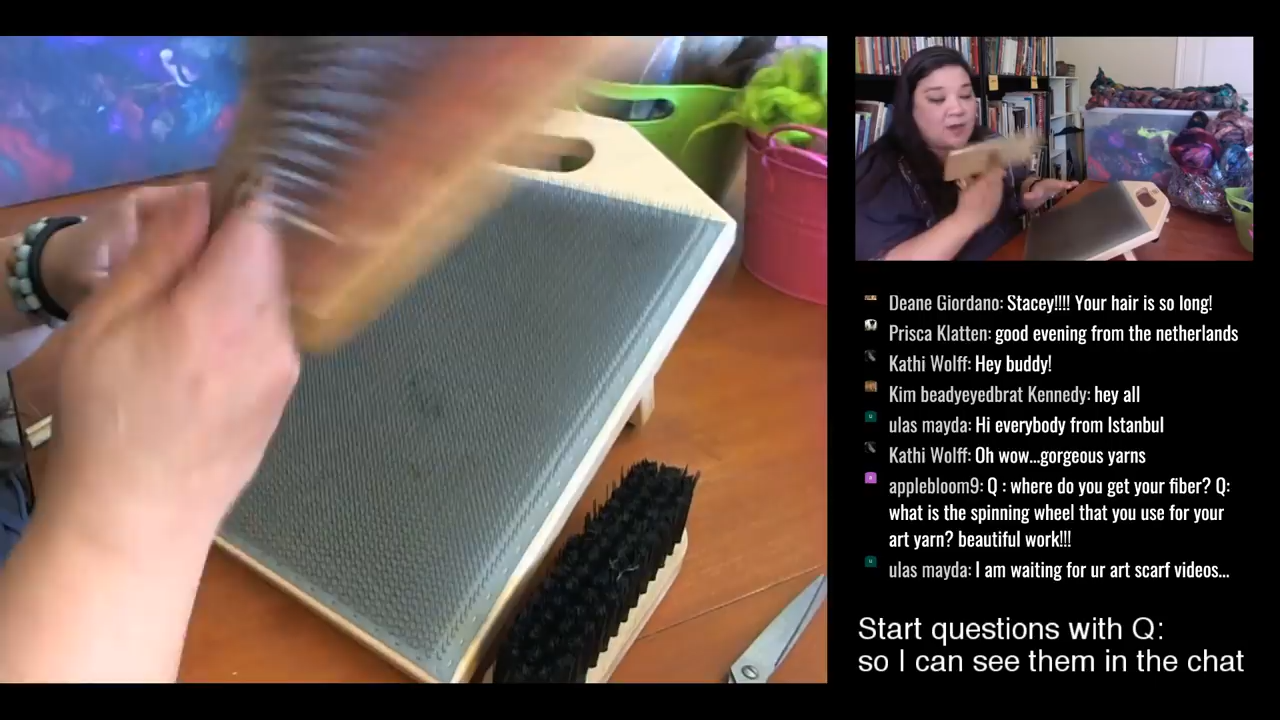 Deane Giordano: Stacey!!!! Your hair is so long!
Prisca Klatten: good evening from the netherlands
Kathi Wolff: Hey buddy!
Kim beadyeyedbrat Kennedy: hey all
ulas mayda: Hi everybody from Istanbul
Kathi Wolff: Oh wow...gorgeous yarns
applebloom9: Q : where do you get your fiber? Q:
what is the spinning wheel that you use for your
art yarn? beautiful work!!!
ulas mayda: I am waiting for ur art scarf videos...
Start questions with Q:
so I can see them in the chat